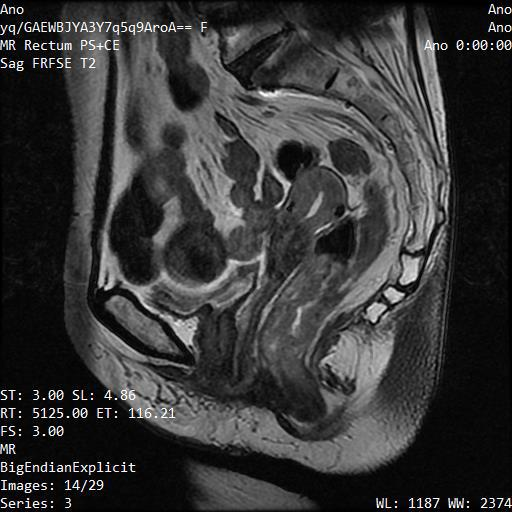 Ano
yq/GAEWBJYA3Y7q5q9AroA== F
MR Rectum PS+CE
Sag FRFSE T2
Ano
Ano
Ano 0:00:00
ST: 3.00 SL: 4.86
RT: 5125.00 ET: 116.21
FS: 3.00
MR
BigEndianExplicit
Images: 14/29
Series: 3
WL: 1187 WW: 2374